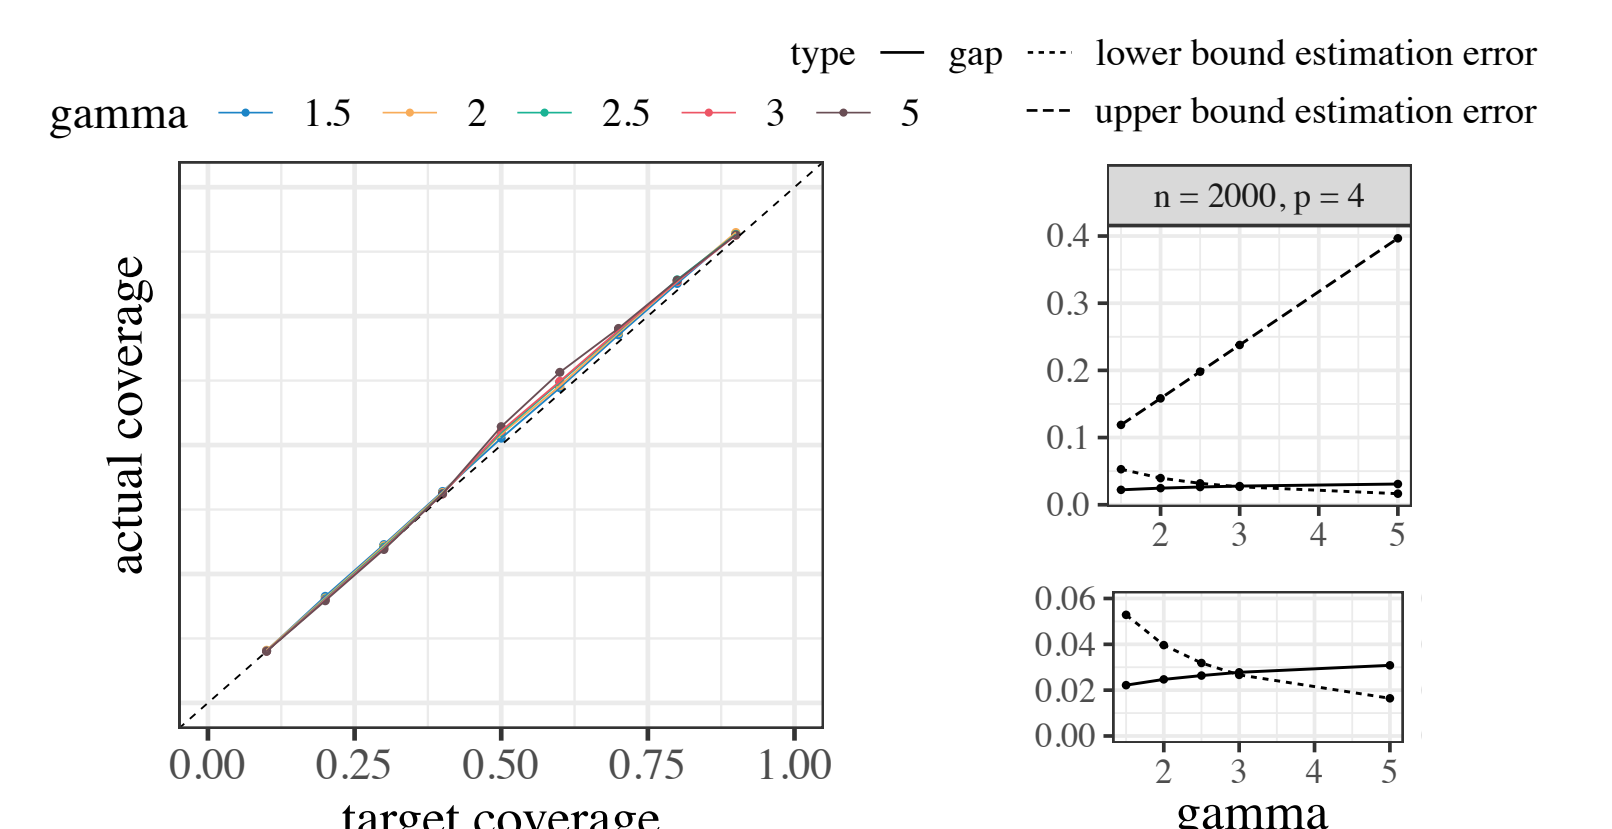 type gap lower bound estimation error
gamma 1.5 2 2.5 3 5 upper bound estimation error
n = 2000, p = 4
actual coverage
0.00 0.25 0.50 0.75 1.00
target coverage
0.4
0.3
0.2
0.1
0.0
2 3 4 5
0.06
0.04
0.02
0.00
2 3 4 5
gamma